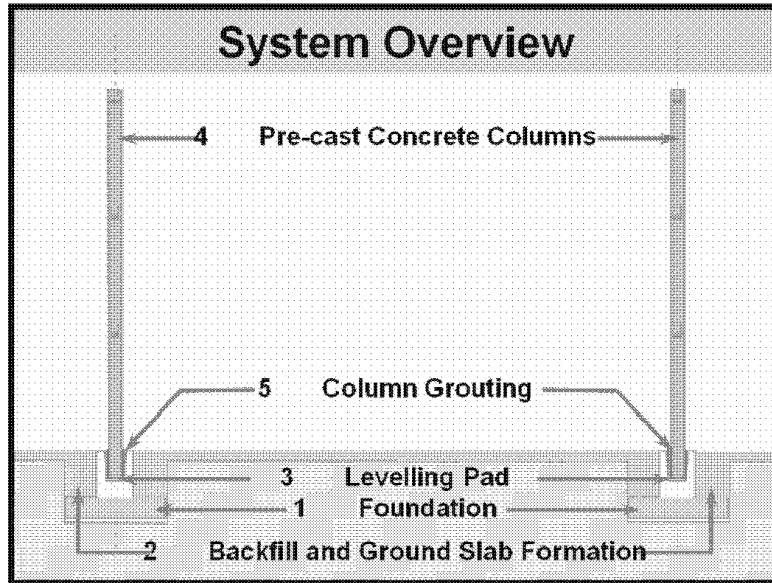 System Overview
4 Pre-cast Concrete Columns
5 Column Grouting
3 Levelling Pad
1 Foundation
2 Backfill and Ground Slab Formation